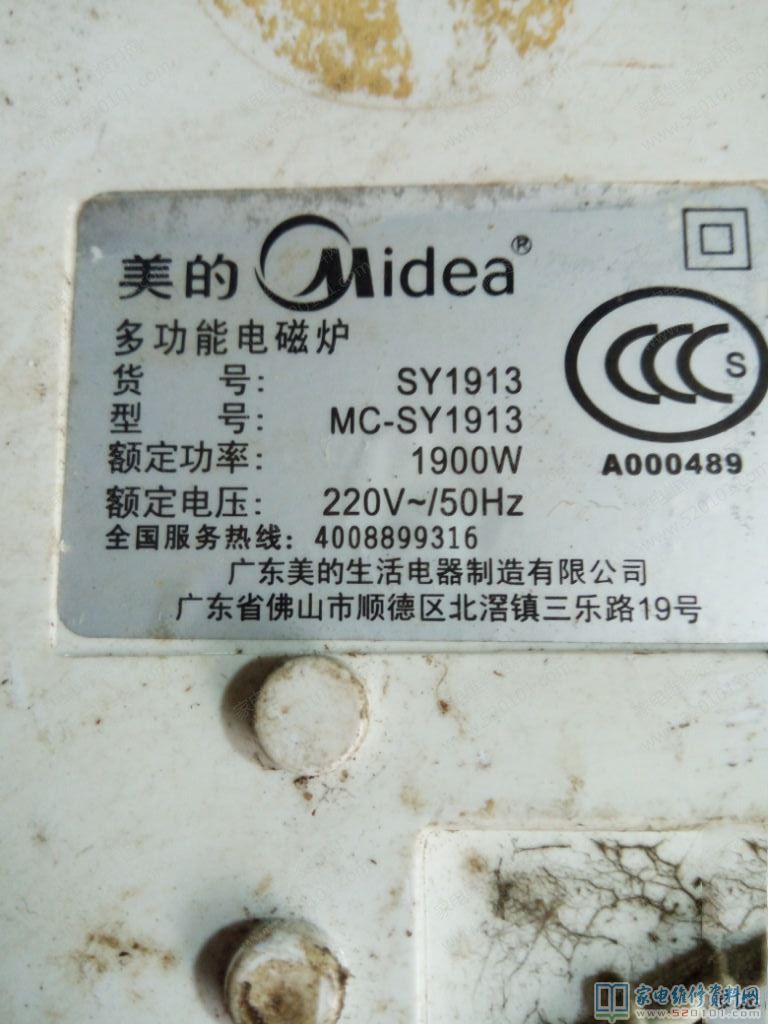 美的 Midea®
多功能电磁炉
货 号: SY1913
型 号: MC-SY1913
额定功率: 1900W
额定电压: 220V~/50Hz
全国服务热线: 4008899316
广东美的生活电器制造有限公司
广东省佛山市顺德区北滘镇三乐路19号
CCC S
A000489
家电维修资料网
www.520101.com